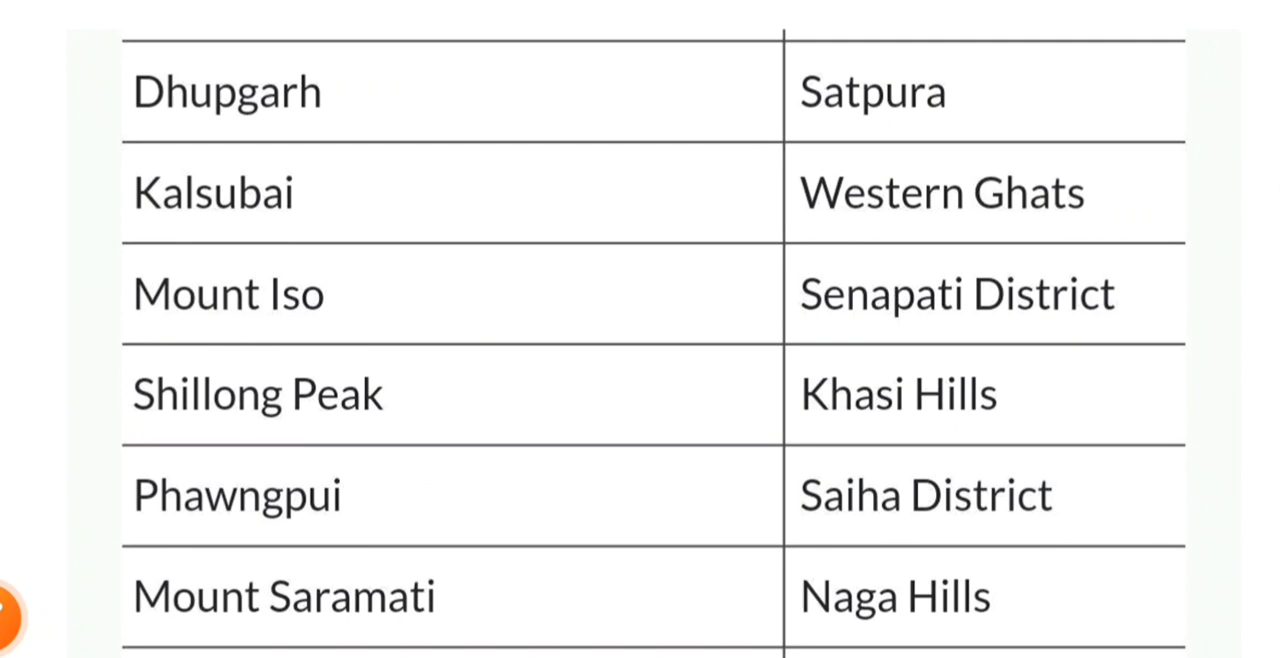 Dhupgarh Satpura
Kalsubai Western Ghats
Mount Iso Senapati District
Shillong Peak Khasi Hills
Phawngpui Saiha District
Mount Saramati Naga Hills